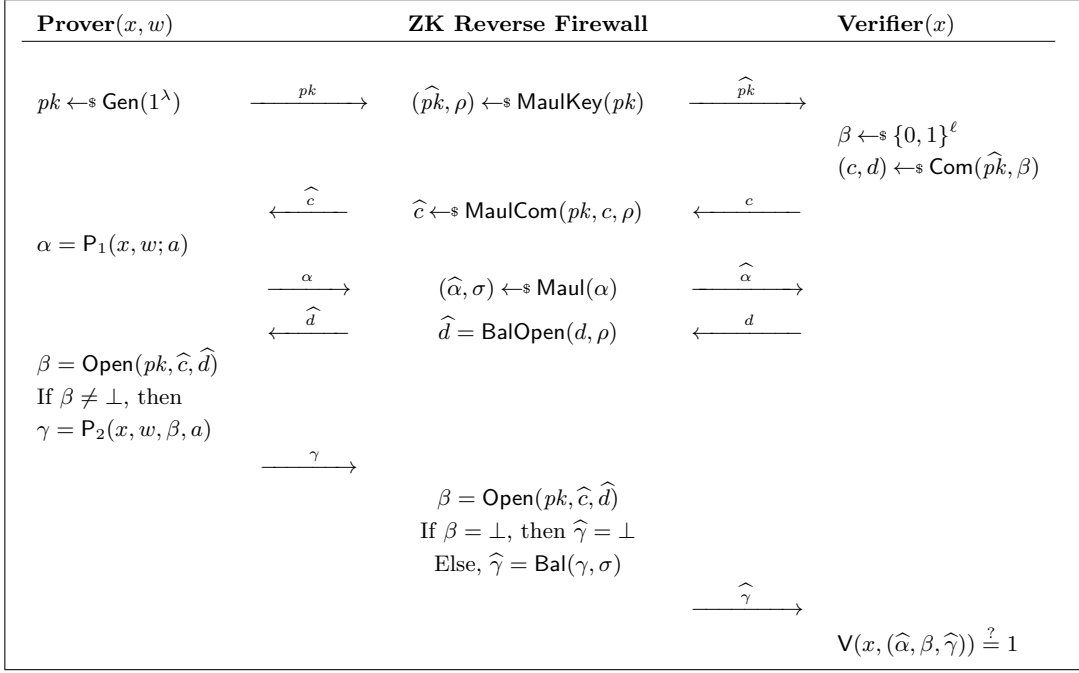 Prover(x, w) ZK Reverse Firewall Verifier(x)
pk ←$ Gen(1^λ) pk (p̂k, ρ) ←$ MaulKey(pk) p̂k
β ←$ {0, 1}^ℓ
(c, d) ←$ Com(p̂k, β)
ĉ ĉ ←$ MaulCom(pk, c, ρ) c
α = P₁(x, w; a)
α (α̂, σ) ←$ Maul(α) α̂
d̂ d̂ = BalOpen(d, ρ) d
β = Open(pk, ĉ, d̂)
If β ≠ ⊥, then
γ = P₂(x, w, β, a)
γ
β = Open(pk, ĉ, d̂)
If β = ⊥, then γ̂ = ⊥
Else, γ̂ = Bal(γ, σ)
γ̂
V(x, (α̂, β, γ̂)) ≟ 1